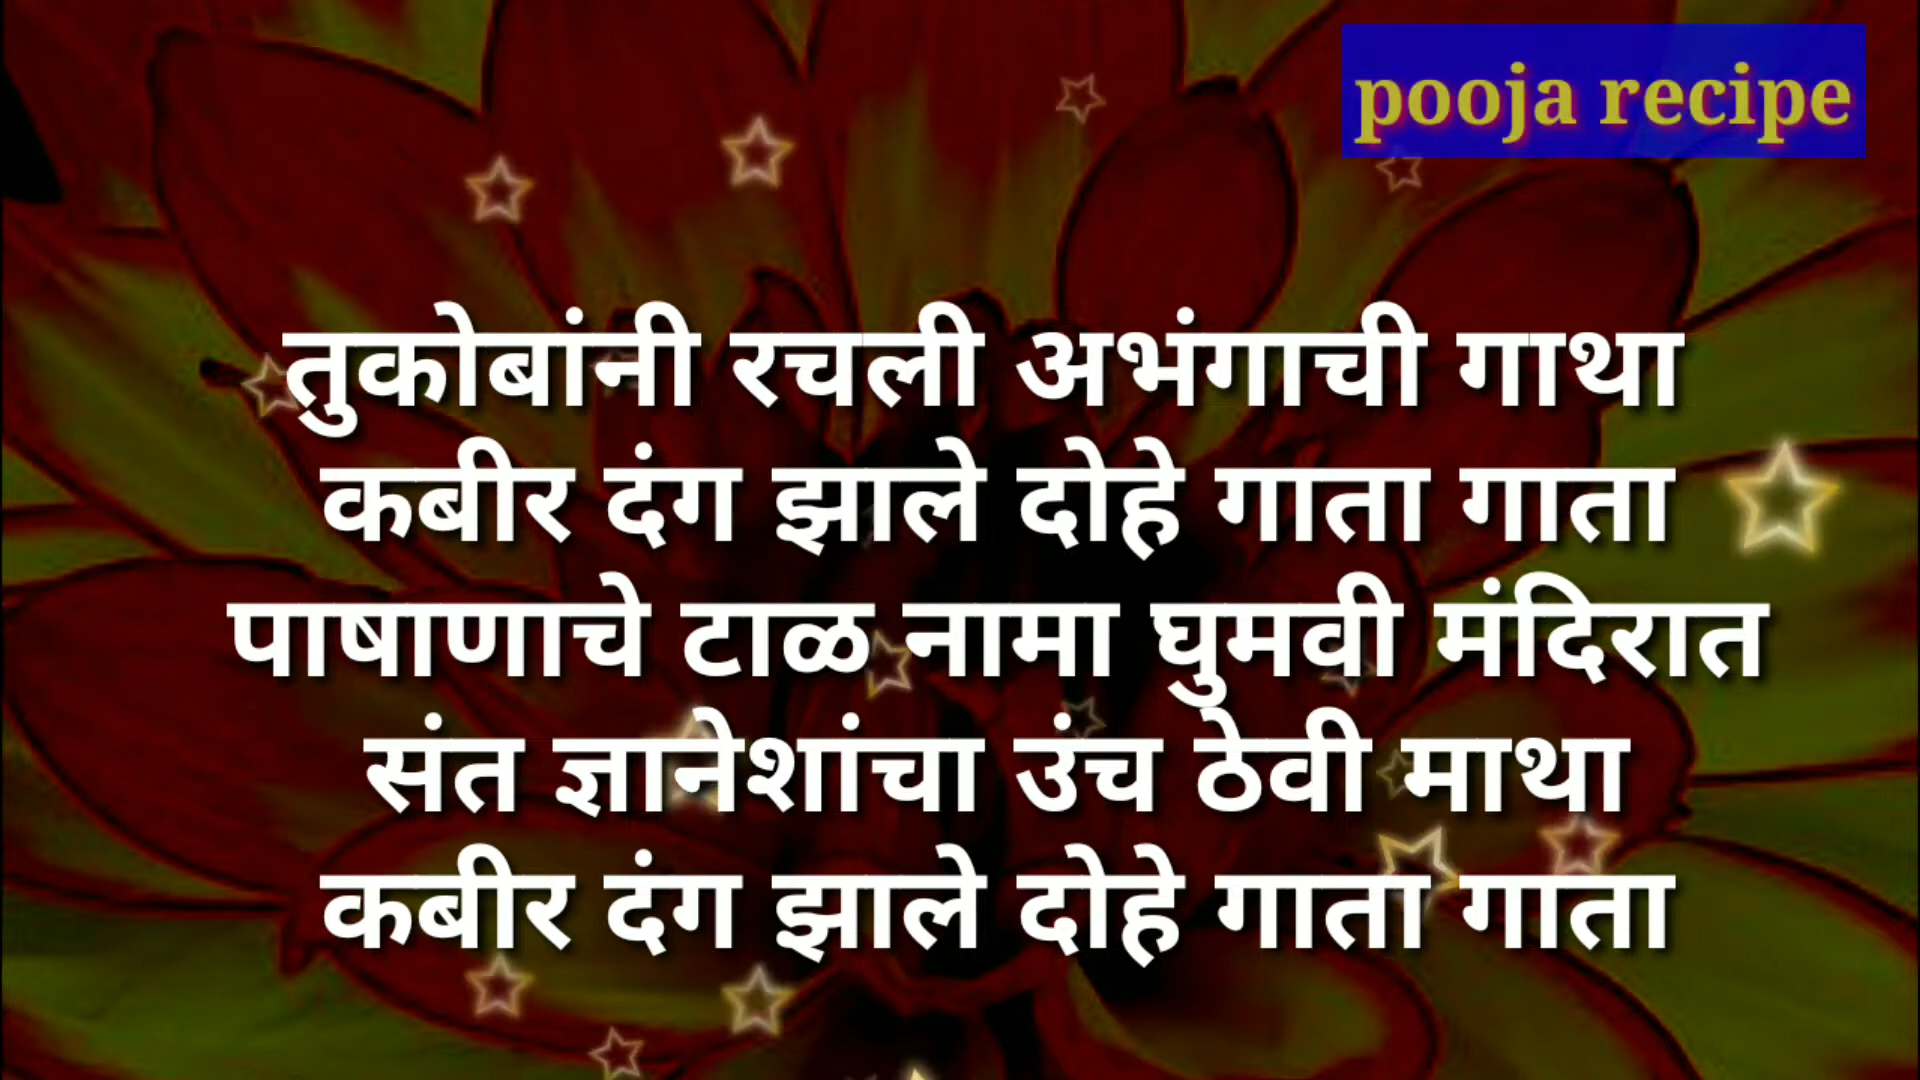 pooja recipe
तुकोबांनी रचली अभंगाची गाथा
कबीर दंग झाले दोहे गाता गाता
पाषाणाचे टाळ नामा घुमवी मंदिरात
संत ज्ञानेशांचा उंच ठेवी माथा
कबीर दंग झाले दोहे गाता गाता